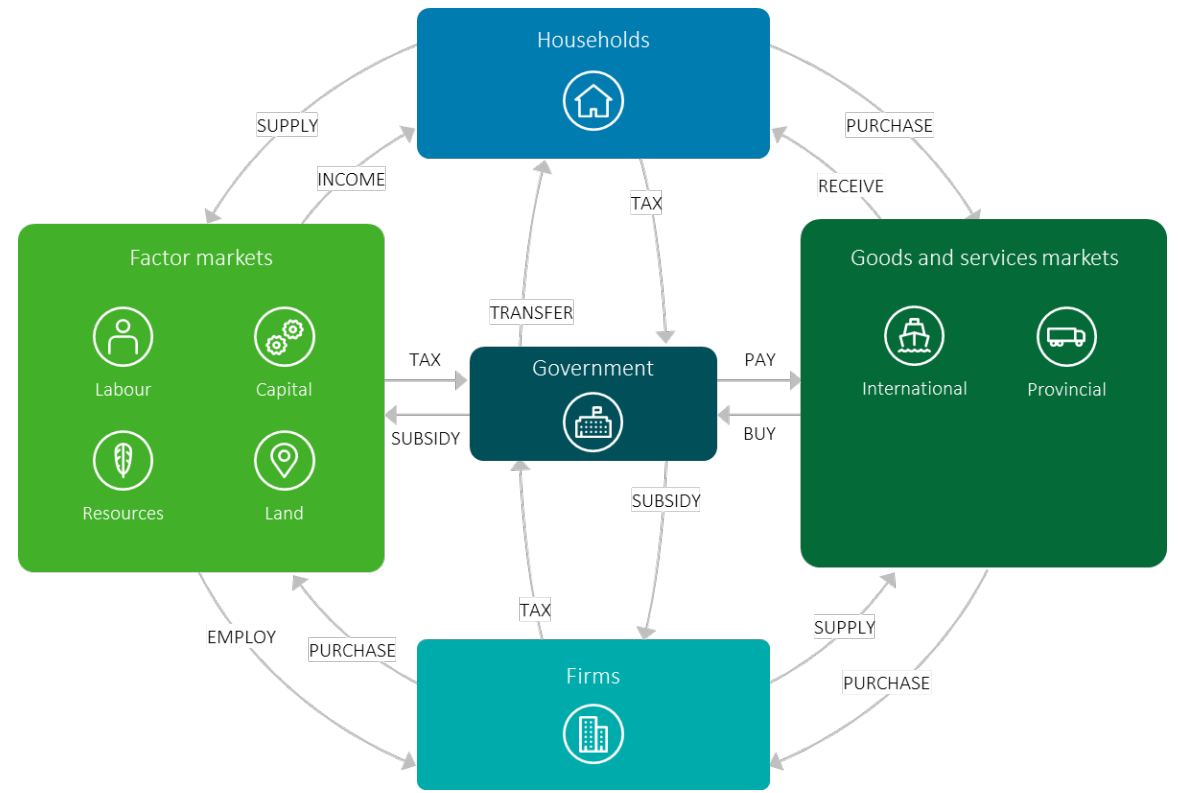 Households
SUPPLY
PURCHASE
INCOME
RECEIVE
TAX
Factor markets
Goods and services markets
TRANSFER
Labour
Capital
TAX
Government
PAY
International
Provincial
SUBSIDY
BUY
Resources
Land
SUBSIDY
TAX
EMPLOY
PURCHASE
SUPPLY
Firms
PURCHASE